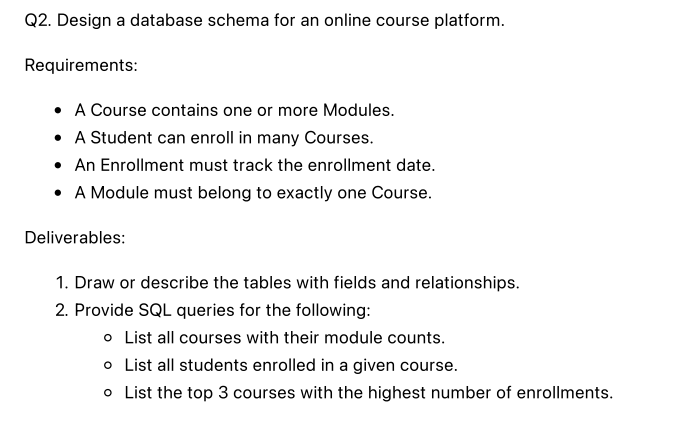 Q2. Design a database schema for an online course platform.
Requirements:
• A Course contains one or more Modules.
• A Student can enroll in many Courses.
• An Enrollment must track the enrollment date.
• A Module must belong to exactly one Course.
Deliverables:
1. Draw or describe the tables with fields and relationships.
2. Provide SQL queries for the following:
○ List all courses with their module counts.
○ List all students enrolled in a given course.
○ List the top 3 courses with the highest number of enrollments.